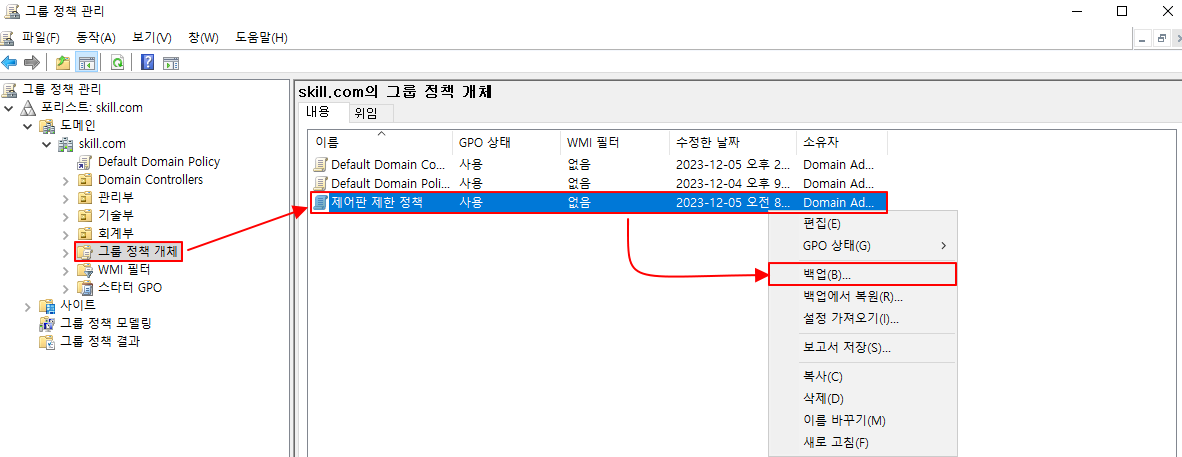 그룹 정책 관리
파일(F) 동작(A) 보기(V) 창(W) 도움말(H)
그룹 정책 관리
포리스트: skill.com
도메인
skill.com
Default Domain Policy
Domain Controllers
관리부
기술부
회계부
그룹 정책 개체
WMI 필터
스타터 GPO
사이트
그룹 정책 모델링
그룹 정책 결과
skill.com의 그룹 정책 개체
내용 위임
이름 GPO 상태 WMI 필터 수정한 날짜 소유자
Default Domain Co... 사용 없음 2023-12-05 오후 2... Domain Ad...
Default Domain Poli... 사용 없음 2023-12-04 오후 9... Domain Ad...
제어판 제한 정책 사용 없음 2023-12-05 오전 8... Domain Ad...
편집(E)
GPO 상태(G)
백업(B)...
백업에서 복원(R)...
설정 가져오기(I)...
보고서 저장(S)...
복사(C)
삭제(D)
이름 바꾸기(M)
새로 고침(F)